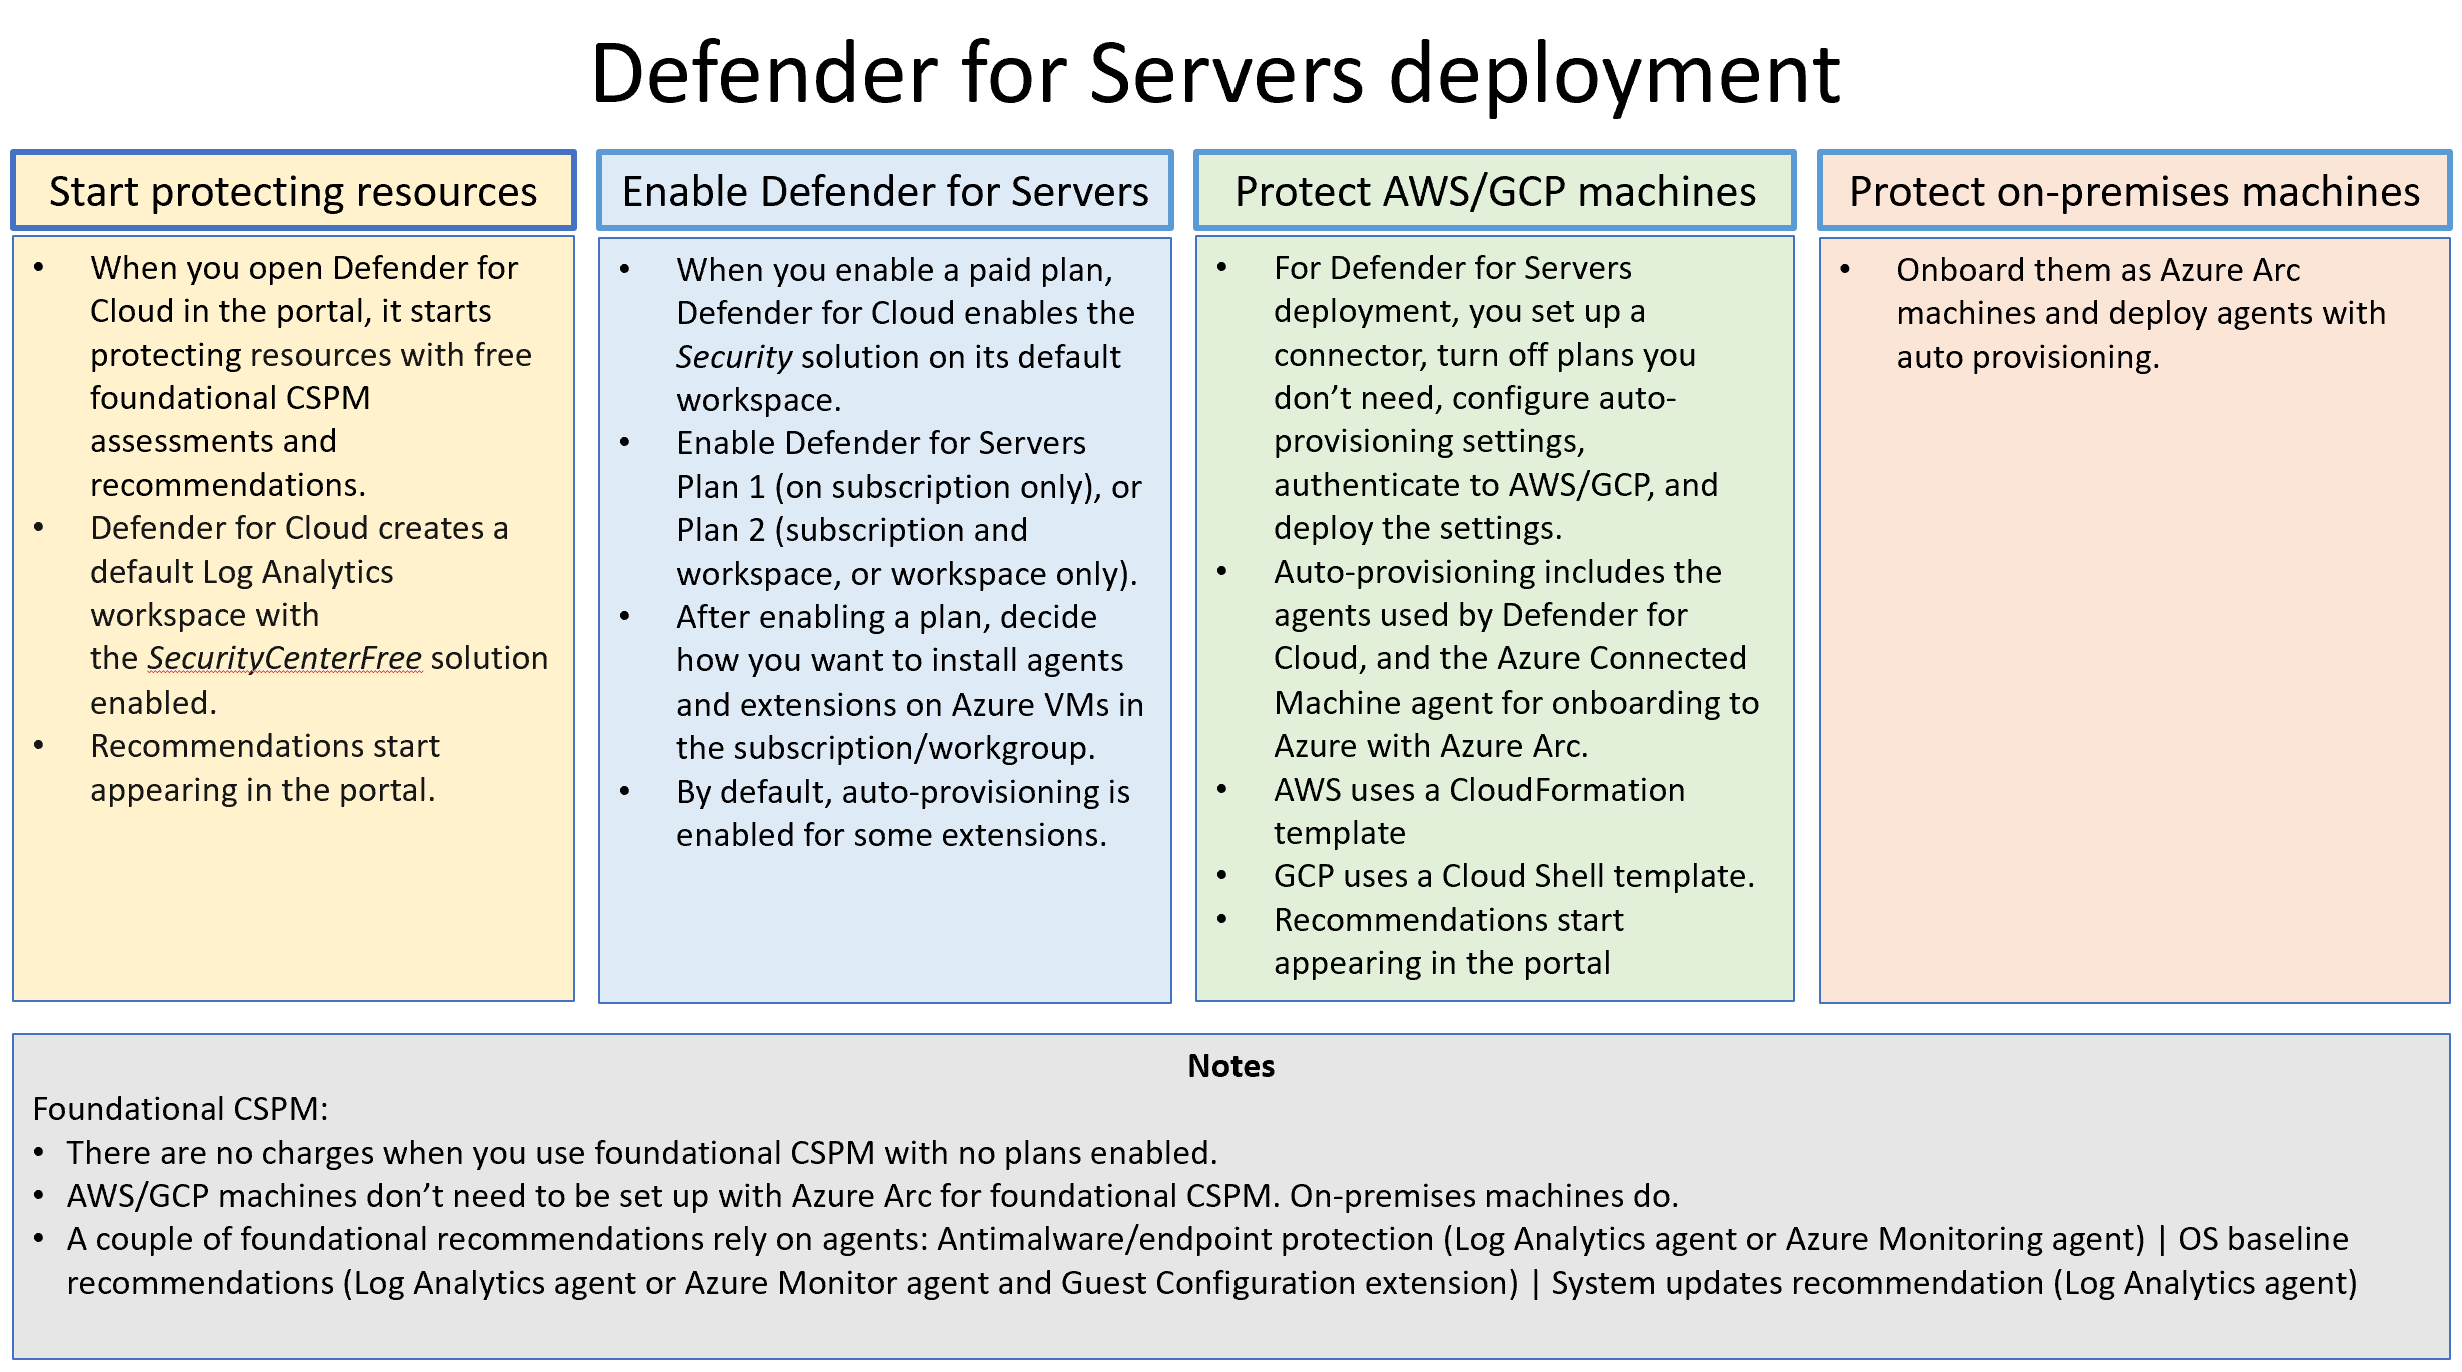 Defender for Servers deployment
Start protecting resources
• When you open Defender for
Cloud in the portal, it starts
protecting resources with free
foundational CSPM
assessments and
recommendations.
• Defender for Cloud creates a
default Log Analytics
workspace with
the SecurityCenterFree solution
enabled.
• Recommendations start
appearing in the portal.
Enable Defender for Servers
• When you enable a paid plan,
Defender for Cloud enables the
Security solution on its default
workspace.
• Enable Defender for Servers
Plan 1 (on subscription only), or
Plan 2 (subscription and
workspace, or workspace only).
• After enabling a plan, decide
how you want to install agents
and extensions on Azure VMs in
the subscription/workgroup.
• By default, auto-provisioning is
enabled for some extensions.
Protect AWS/GCP machines
• For Defender for Servers
deployment, you set up a
connector, turn off plans you
don’t need, configure auto-
provisioning settings,
authenticate to AWS/GCP, and
deploy the settings.
• Auto-provisioning includes the
agents used by Defender for
Cloud, and the Azure Connected
Machine agent for onboarding to
Azure with Azure Arc.
• AWS uses a CloudFormation
template
• GCP uses a Cloud Shell template.
• Recommendations start
appearing in the portal
Protect on-premises machines
• Onboard them as Azure Arc
machines and deploy agents with
auto provisioning.
Notes
Foundational CSPM:
• There are no charges when you use foundational CSPM with no plans enabled.
• AWS/GCP machines don’t need to be set up with Azure Arc for foundational CSPM. On-premises machines do.
• A couple of foundational recommendations rely on agents: Antimalware/endpoint protection (Log Analytics agent or Azure Monitoring agent) | OS baseline
recommendations (Log Analytics agent or Azure Monitor agent and Guest Configuration extension) | System updates recommendation (Log Analytics agent)